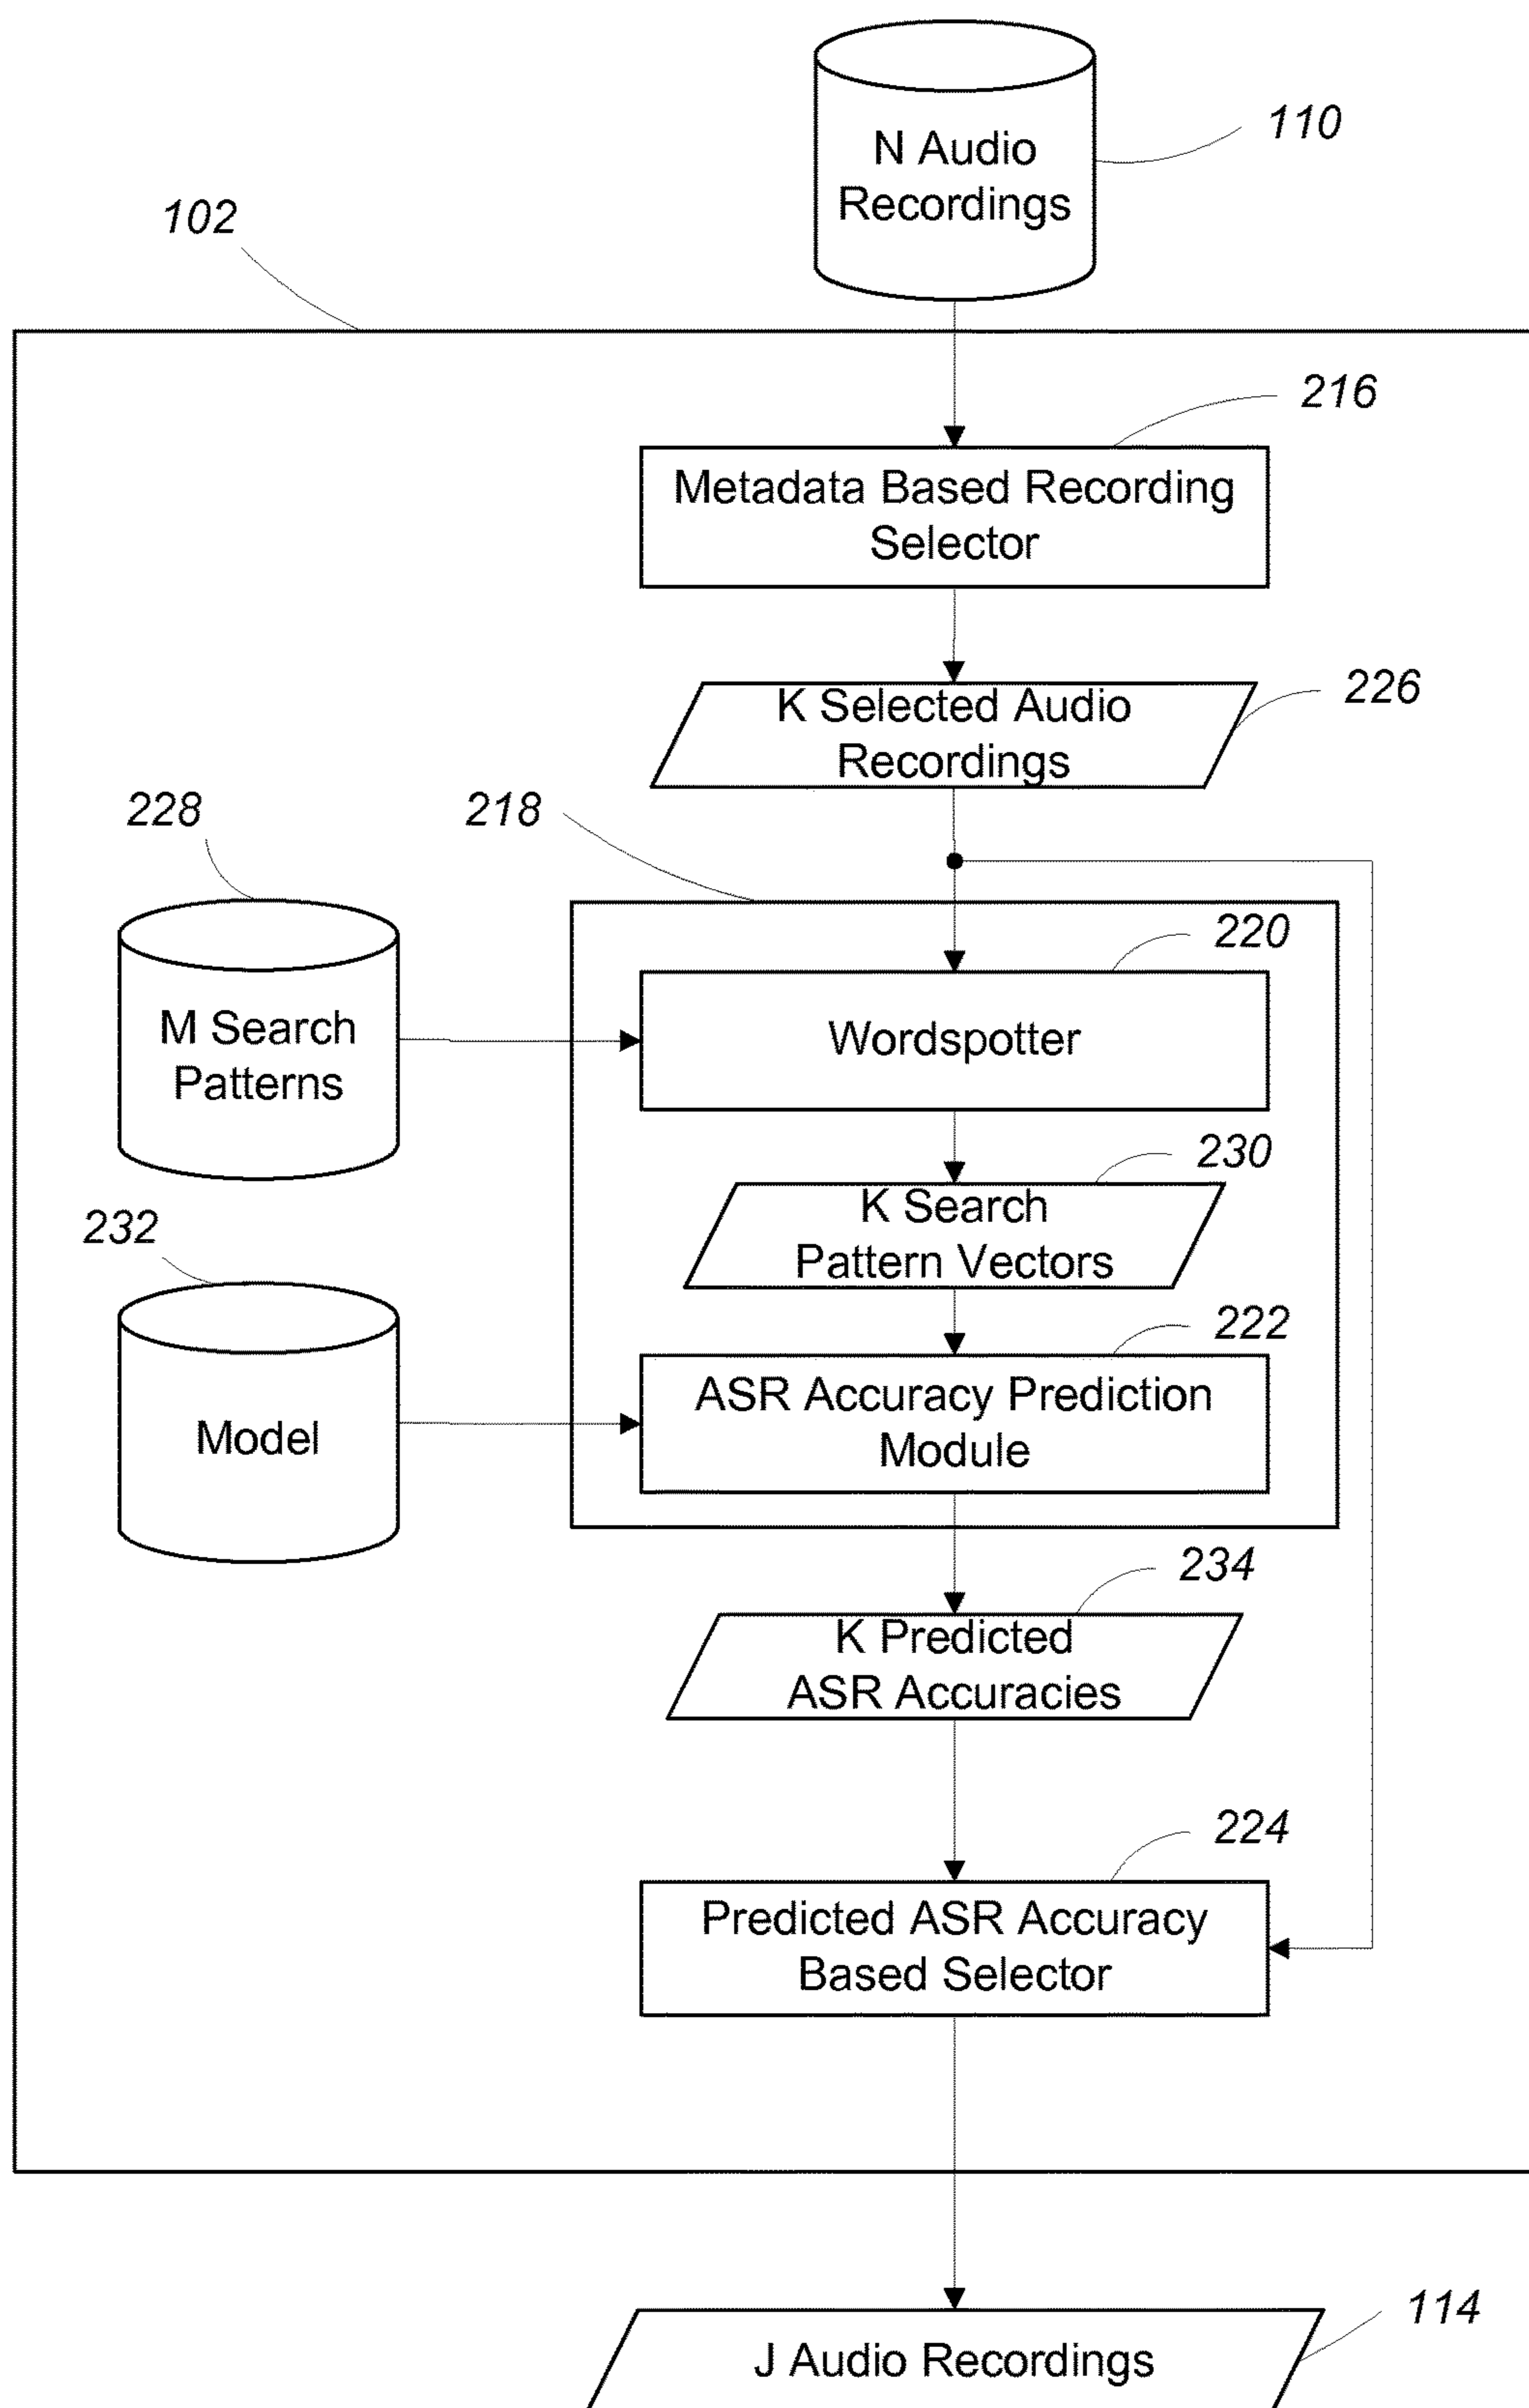 N Audio
Recordings
110
102
216
Metadata Based Recording
Selector
K Selected Audio
Recordings
226
228
218
220
M Search
Patterns
Wordspotter
230
K Search
Pattern Vectors
232
222
Model
ASR Accuracy Prediction
Module
234
K Predicted
ASR Accuracies
224
Predicted ASR Accuracy
Based Selector
114
J Audio Recordings